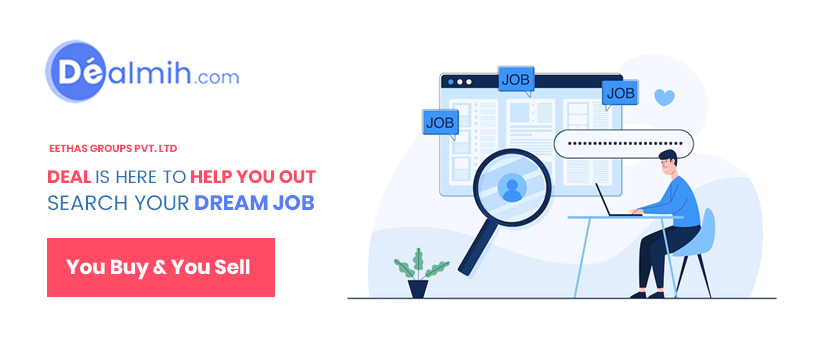 Déalmih.com
EETHAS GROUPS PVT. LTD
DEAL IS HERE TO HELP YOU OUT
SEARCH YOUR DREAM JOB
You Buy & You Sell
JOB
JOB
JOB